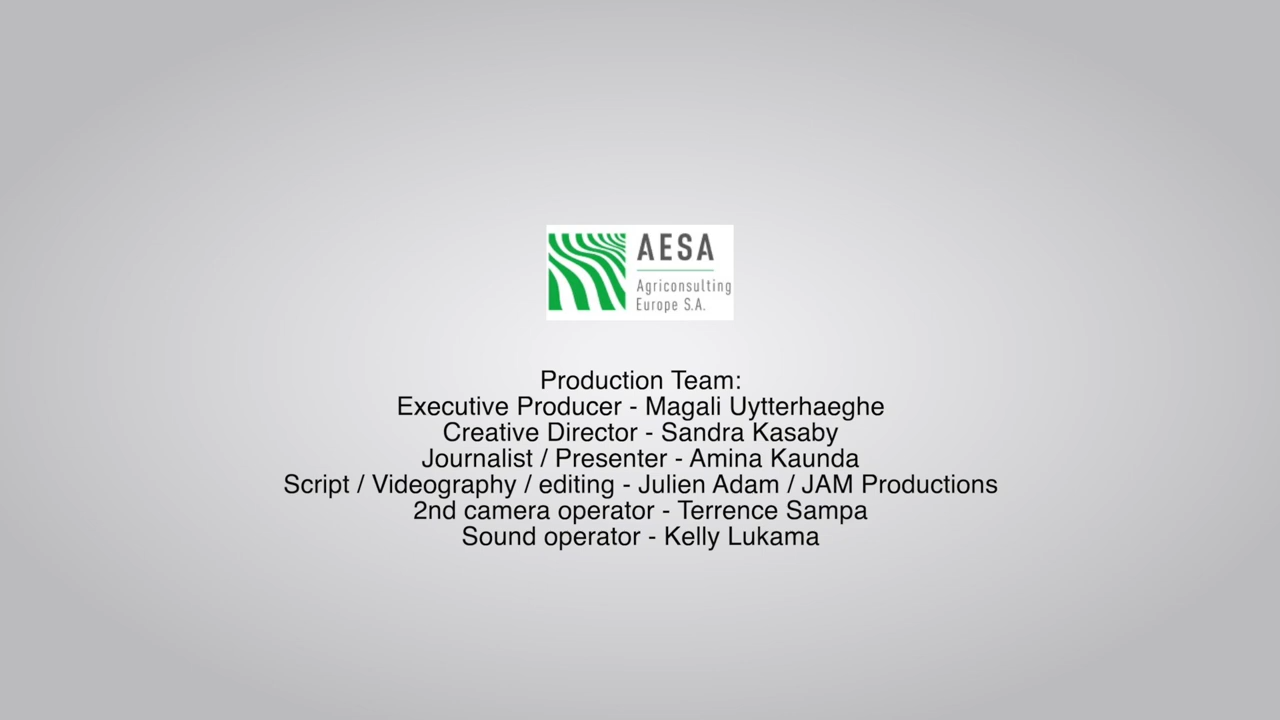 AESA
Agriconsulting
Europe S.A.
Production Team:
Executive Producer - Magali Uytterhaeghe
Creative Director - Sandra Kasaby
Journalist / Presenter - Amina Kaunda
Script / Videography / editing - Julien Adam / JAM Productions
2nd camera operator - Terrence Sampa
Sound operator - Kelly Lukama